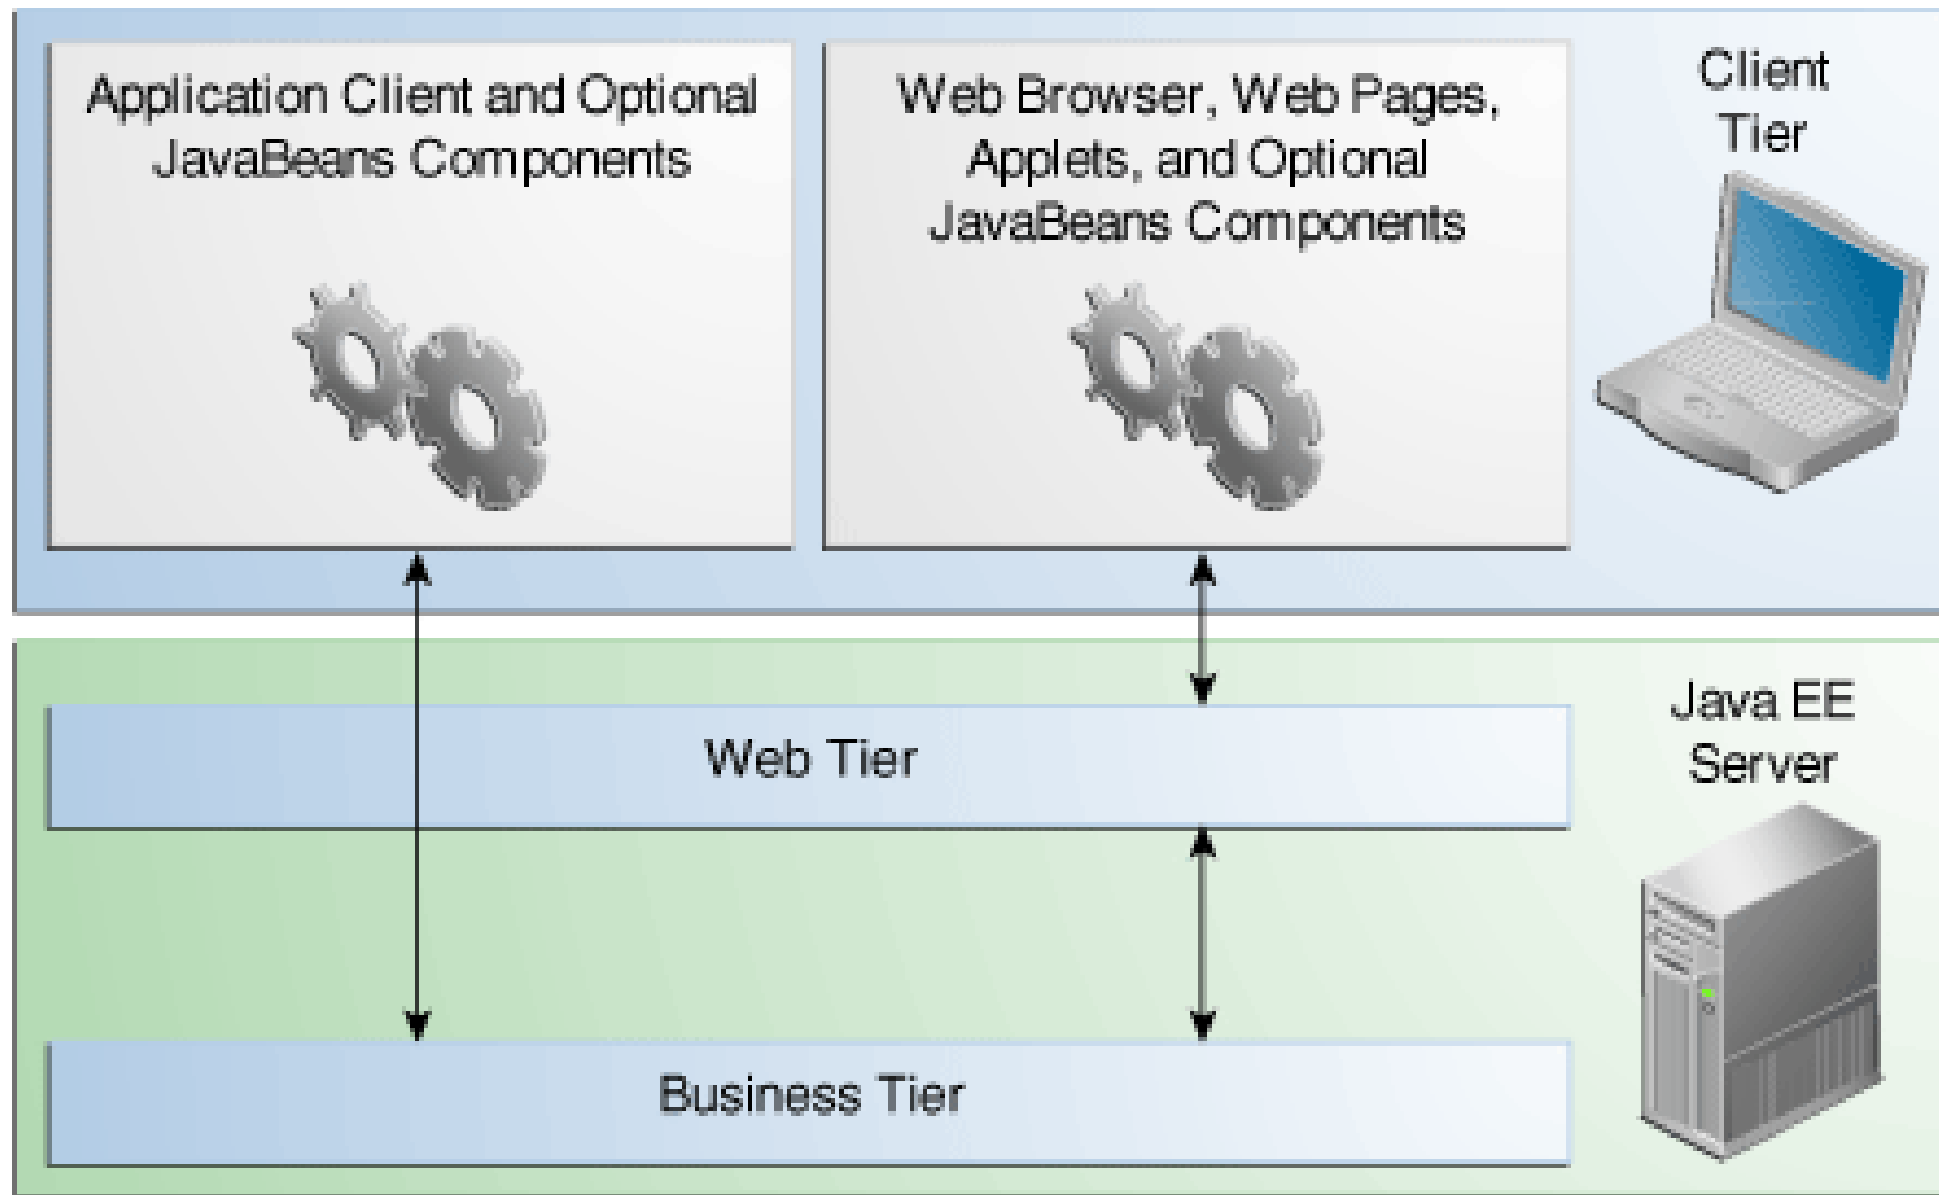 Application Client and Optional
JavaBeans Components
Web Browser, Web Pages,
Applets, and Optional
JavaBeans Components
Client
Tier
Java EE
Server
Web Tier
Business Tier